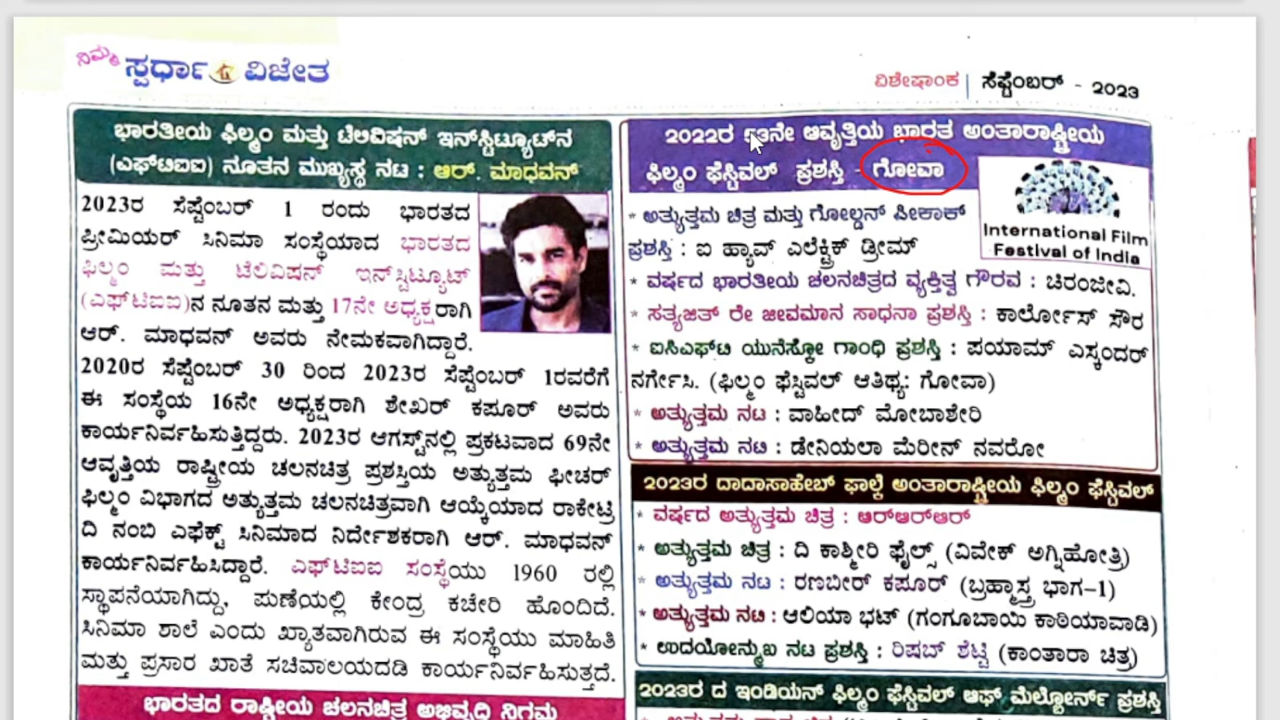 ನಿಮ್ಮ ಸ್ಪರ್ಧಾ ವಿಜೇತ
ವಿಶೇಷಾಂಕ | ಸೆಪ್ಟೆಂಬರ್ - 2023
ಭಾರತೀಯ ಫಿಲ್ಮಂ ಮತ್ತು ಟೆಲಿವಿಷನ್ ಇನ್‌ಸ್ಟಿಟ್ಯೂಟ್‌ನ
(ಎಫ್‌ಟಿಐಐ) ನೂತನ ಮುಖ್ಯಸ್ಥ ನಟ : ಆರ್. ಮಾಧವನ್
2023ರ ಸೆಪ್ಟೆಂಬರ್ 1 ರಂದು ಭಾರತದ
ಪ್ರೀಮಿಯರ್ ಸಿನಿಮಾ ಸಂಸ್ಥೆಯಾದ ಭಾರತದ
ಫಿಲ್ಮಂ ಮತ್ತು ಟೆಲಿವಿಷನ್ ಇನ್‌ಸ್ಟಿಟ್ಯೂಟ್
(ಎಫ್‌ಟಿಐಐ)ನ ನೂತನ ಮತ್ತು 17ನೇ ಅಧ್ಯಕ್ಷರಾಗಿ
ಆರ್. ಮಾಧವನ್ ಅವರು ನೇಮಕವಾಗಿದ್ದಾರೆ.
2020ರ ಸೆಪ್ಟೆಂಬರ್ 30 ರಿಂದ 2023ರ ಸೆಪ್ಟೆಂಬರ್ 1ರವರೆಗೆ
ಈ ಸಂಸ್ಥೆಯ 16ನೇ ಅಧ್ಯಕ್ಷರಾಗಿ ಶೇಖರ್ ಕಪೂರ್ ಅವರು
ಕಾರ್ಯನಿರ್ವಹಿಸುತ್ತಿದ್ದರು. 2023ರ ಆಗಸ್ಟ್‌ನಲ್ಲಿ ಪ್ರಕಟವಾದ 69ನೇ
ಆವೃತ್ತಿಯ ರಾಷ್ಟ್ರೀಯ ಚಲನಚಿತ್ರ ಪ್ರಶಸ್ತಿಯ ಅತ್ಯುತ್ತಮ ಫೀಚರ್
ಫಿಲ್ಮಂ ವಿಭಾಗದ ಅತ್ಯುತ್ತಮ ಚಲನಚಿತ್ರವಾಗಿ ಆಯ್ಕೆಯಾದ ರಾಕೇಟ್ರಿ
ದಿ ನಂಬಿ ಎಫೆಕ್ಟ್ ಸಿನಿಮಾದ ನಿರ್ದೇಶಕರಾಗಿ ಆರ್. ಮಾಧವನ್
ಕಾರ್ಯನಿರ್ವಹಿಸಿದ್ದಾರೆ. ಎಫ್‌ಟಿಐಐ ಸಂಸ್ಥೆಯು 1960 ರಲ್ಲಿ
ಸ್ಥಾಪನೆಯಾಗಿದ್ದು, ಪುಣೆಯಲ್ಲಿ ಕೇಂದ್ರ ಕಚೇರಿ ಹೊಂದಿದೆ.
ಸಿನಿಮಾ ಶಾಲೆ ಎಂದು ಖ್ಯಾತವಾಗಿರುವ ಈ ಸಂಸ್ಥೆಯು ಮಾಹಿತಿ
ಮತ್ತು ಪ್ರಸಾರ ಖಾತೆ ಸಚಿವಾಲಯದಡಿ ಕಾರ್ಯನಿರ್ವಹಿಸುತ್ತದೆ.
ಭಾರತದ ರಾಷ್ಟ್ರೀಯ ಚಲನಚಿತ್ರ ಅಭಿವೃದ್ಧಿ ನಿಗಮ
2022ರ 53ನೇ ಆವೃತ್ತಿಯ ಭಾರತ ಅಂತಾರಾಷ್ಟ್ರೀಯ
ಫಿಲ್ಮಂ ಫೆಸ್ಟಿವಲ್ ಪ್ರಶಸ್ತಿ - ಗೋವಾ
International Film
Festival of India
* ಅತ್ಯುತ್ತಮ ಚಿತ್ರ ಮತ್ತು ಗೋಲ್ಡನ್ ಪೀಕಾಕ್
ಪ್ರಶಸ್ತಿ : ಐ ಹ್ಯಾವ್ ಎಲೆಕ್ಟ್ರಿಕ್ ಡ್ರೀಮ್
* ವರ್ಷದ ಭಾರತೀಯ ಚಲನಚಿತ್ರದ ವ್ಯಕ್ತಿತ್ವ ಗೌರವ : ಚಿರಂಜೀವಿ.
* ಸತ್ಯಜಿತ್ ರೇ ಜೀವಮಾನ ಸಾಧನಾ ಪ್ರಶಸ್ತಿ : ಕಾರ್ಲೋಸ್ ಸೌರ
* ಐಸಿಎಫ್‌ಟಿ ಯುನೆಸ್ಕೋ ಗಾಂಧಿ ಪ್ರಶಸ್ತಿ : ಪಯಾಮ್ ಎಸ್ಕಂದರ್
ನರ್ಗೇಸಿ. (ಫಿಲ್ಮಂ ಫೆಸ್ಟಿವಲ್ ಆತಿಥ್ಯ: ಗೋವಾ)
* ಅತ್ಯುತ್ತಮ ನಟ : ವಾಹೀದ್ ಮೋಬಾಶೇರಿ
* ಅತ್ಯುತ್ತಮ ನಟಿ : ಡೇನಿಯಲಾ ಮೆರೀನ್ ನವರೋ
2023ರ ದಾದಾಸಾಹೇಬ್ ಫಾಲ್ಕೆ ಅಂತಾರಾಷ್ಟ್ರೀಯ ಫಿಲ್ಮಂ ಫೆಸ್ಟಿವಲ್
* ವರ್ಷದ ಅತ್ಯುತ್ತಮ ಚಿತ್ರ : ಆರ್‌ಆರ್‌ಆರ್
* ಅತ್ಯುತ್ತಮ ಚಿತ್ರ : ದಿ ಕಾಶ್ಮೀರಿ ಫೈಲ್ಸ್ (ವಿವೇಕ್ ಅಗ್ನಿಹೋತ್ರಿ)
* ಅತ್ಯುತ್ತಮ ನಟ : ರಣಬೀರ್ ಕಪೂರ್ (ಬ್ರಹ್ಮಾಸ್ತ್ರ ಭಾಗ-1)
* ಅತ್ಯುತ್ತಮ ನಟಿ : ಆಲಿಯಾ ಭಟ್ (ಗಂಗೂಬಾಯಿ ಕಾಠಿಯಾವಾಡಿ)
* ಉದಯೋನ್ಮುಖ ನಟ ಪ್ರಶಸ್ತಿ : ರಿಷಬ್ ಶೆಟ್ಟಿ (ಕಾಂತಾರಾ ಚಿತ್ರ)
2023ರ ದ ಇಂಡಿಯನ್ ಫಿಲ್ಮಂ ಫೆಸ್ಟಿವಲ್ ಆಫ್ ಮೆಲ್ಬೋರ್ನ್ ಪ್ರಶಸ್ತಿ